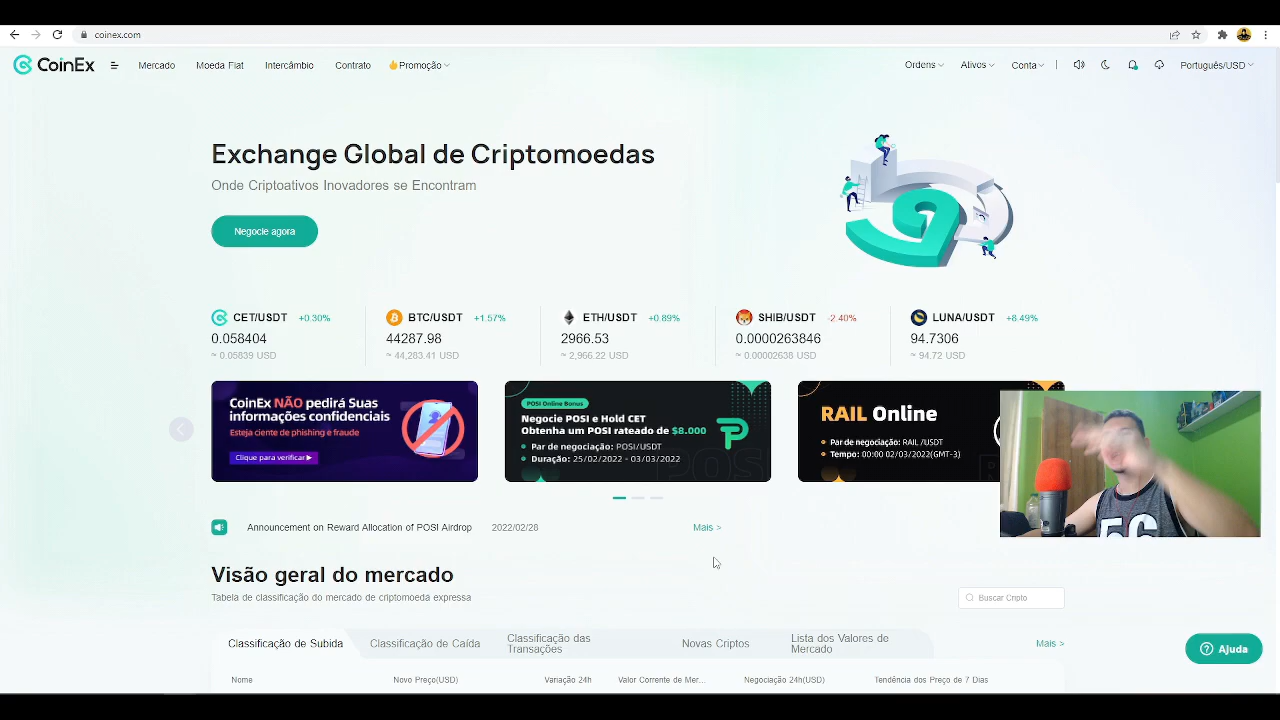 coinex.com
CoinEx
Mercado
Moeda Fiat
Intercâmbio
Contrato
Promoção
Ordens
Ativos
Conta
Português/USD
Exchange Global de Criptomoedas
Onde Criptoativos Inovadores se Encontram
Negocie agora
CET/USDT +0.30%
0.058404
≈ 0.05839 USD
BTC/USDT +1.57%
44287.98
≈ 44,283.41 USD
ETH/USDT +0.89%
2966.53
≈ 2,966.22 USD
SHIB/USDT -2.40%
0.0000263846
≈ 0.00002638 USD
LUNA/USDT +8.49%
94.7306
≈ 94.72 USD
CoinEx NÃO pedirá Suas
informações confidenciais
Esteja ciente de phishing e fraude
Clique para verificar
POSI Online Bonus
Negocie POSI e Hold CET
Obtenha um POSI rateado de $8.000
Par de negociação: POSI/USDT
Duração: 25/02/2022 - 03/03/2022
RAIL Online
Par de negociação: RAIL /USDT
Tempo: 00:00 02/03/2022(GMT-3)
Announcement on Reward Allocation of POSI Airdrop 2022/02/28 Mais >
56
Visão geral do mercado
Tabela de classificação do mercado de criptomoeda expressa
Buscar Cripto
Classificação de Subida
Classificação de Caída
Classificação das
Transações
Novas Criptos
Lista dos Valores de
Mercado
Mais >
Ajuda
Nome
Novo Preço(USD)
Variação 24h
Valor Corrente de Mer...
Negociação 24h(USD)
Tendência dos Preço de 7 Dias